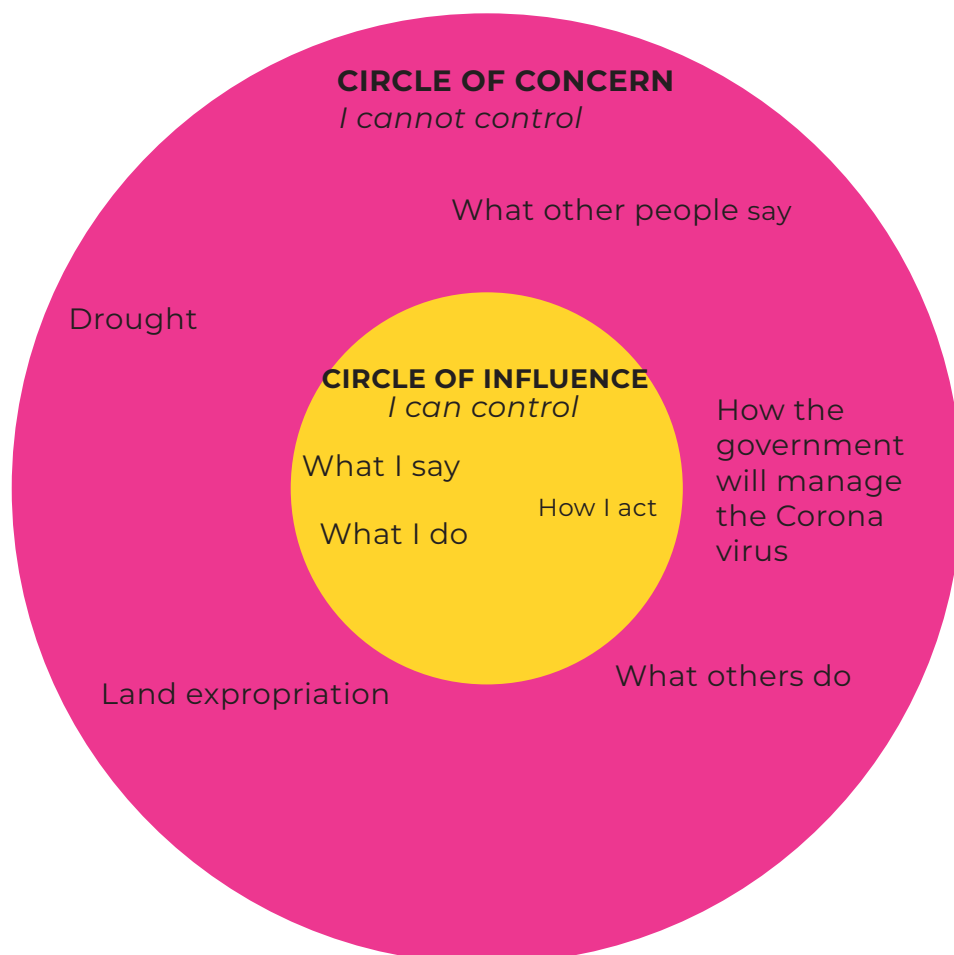 CIRCLE OF CONCERN
I cannot control
What other people say
Drought
CIRCLE OF INFLUENCE
I can control
What I say
How I act
What I do
How the
government
will manage
the Corona
virus
What others do
Land expropriation